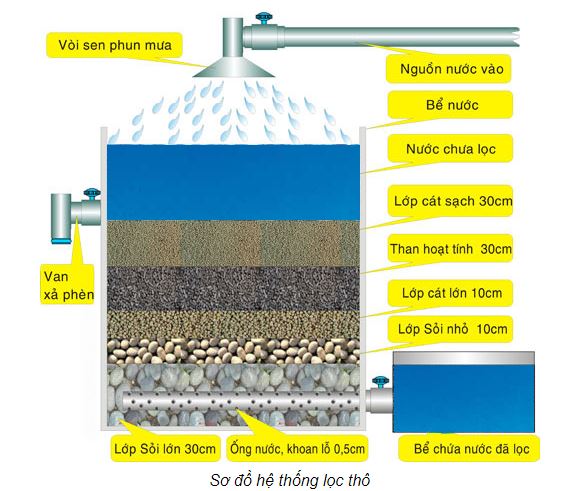 Vòi sen phun mưa
Nguồn nước vào
Bể nước
Nước chưa lọc
Lớp cát sạch 30cm
Than hoạt tính 30cm
Van
xả phèn
Lớp cát lớn 10cm
Lớp Sỏi nhỏ 10cm
Lớp Sỏi lớn 30cm
Ống nước, khoan lỗ 0,5cm
Bể chứa nước đã lọc
Sơ đồ hệ thống lọc thô